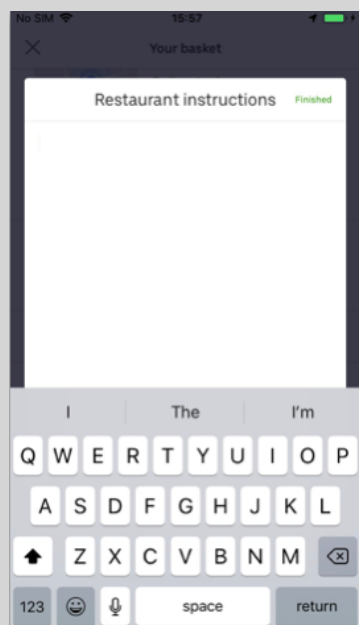 No SIM 15:57
Your basket
Restaurant instructions Finished
I The I'm
Q W E R T Y U I O P
A S D F G H J K L
Z X C V B N M
123 space return